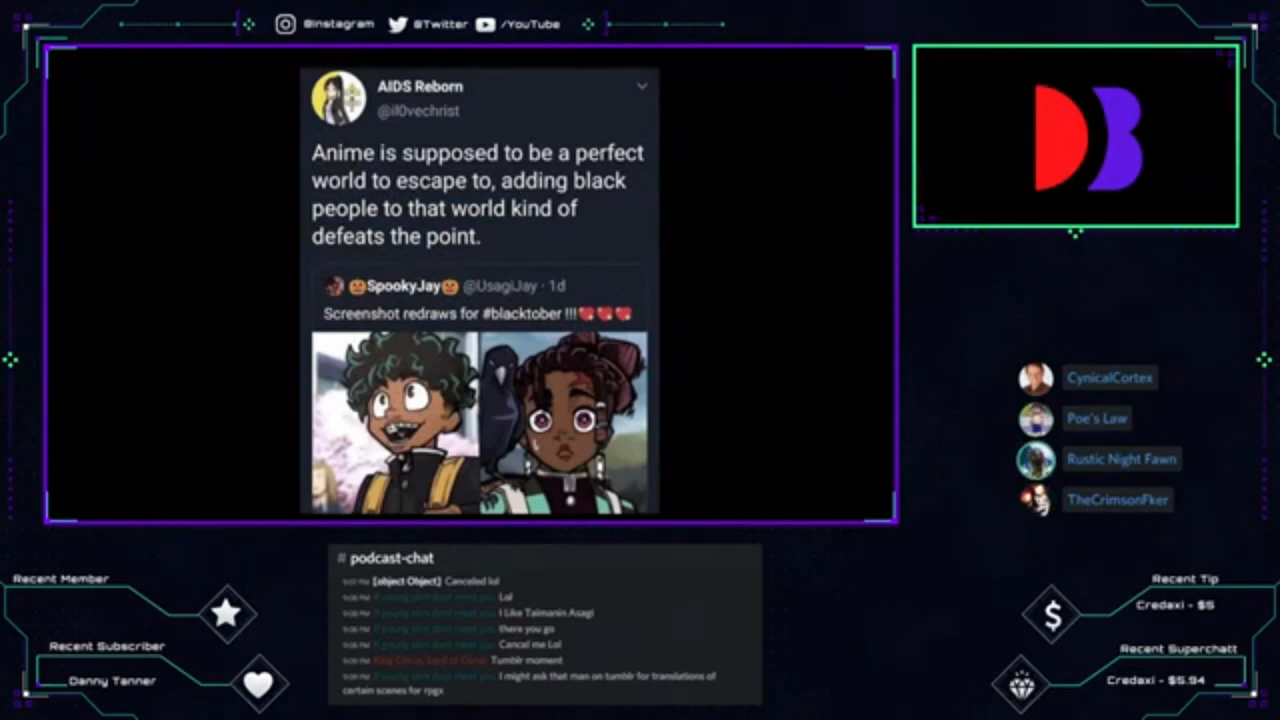 @Instagram @Twitter /YouTube
AIDS Reborn
@il0vechrist
Anime is supposed to be a perfect
world to escape to, adding black
people to that world kind of
defeats the point.
🎃SpookyJay🎃 @UsagiJay · 1d
Screenshot redraws for #blacktober !!!💖💖💖
DB
CynicalCortex
Poe's Law
Rustic Night Fawn
TheCrimsonFker
# podcast-chat
[object Object] Canceled lol
Lol
I Like Taimanin Asagi
there you go
Cancel me Lol
Tumblr moment
I might ask that man on tumblr for translations of
certain scenes for rpgx
Recent Member
Recent Subscriber
Danny Tanner
Recent Tip
Credaxi - $5
Recent Superchatt
Credaxi - $5.94